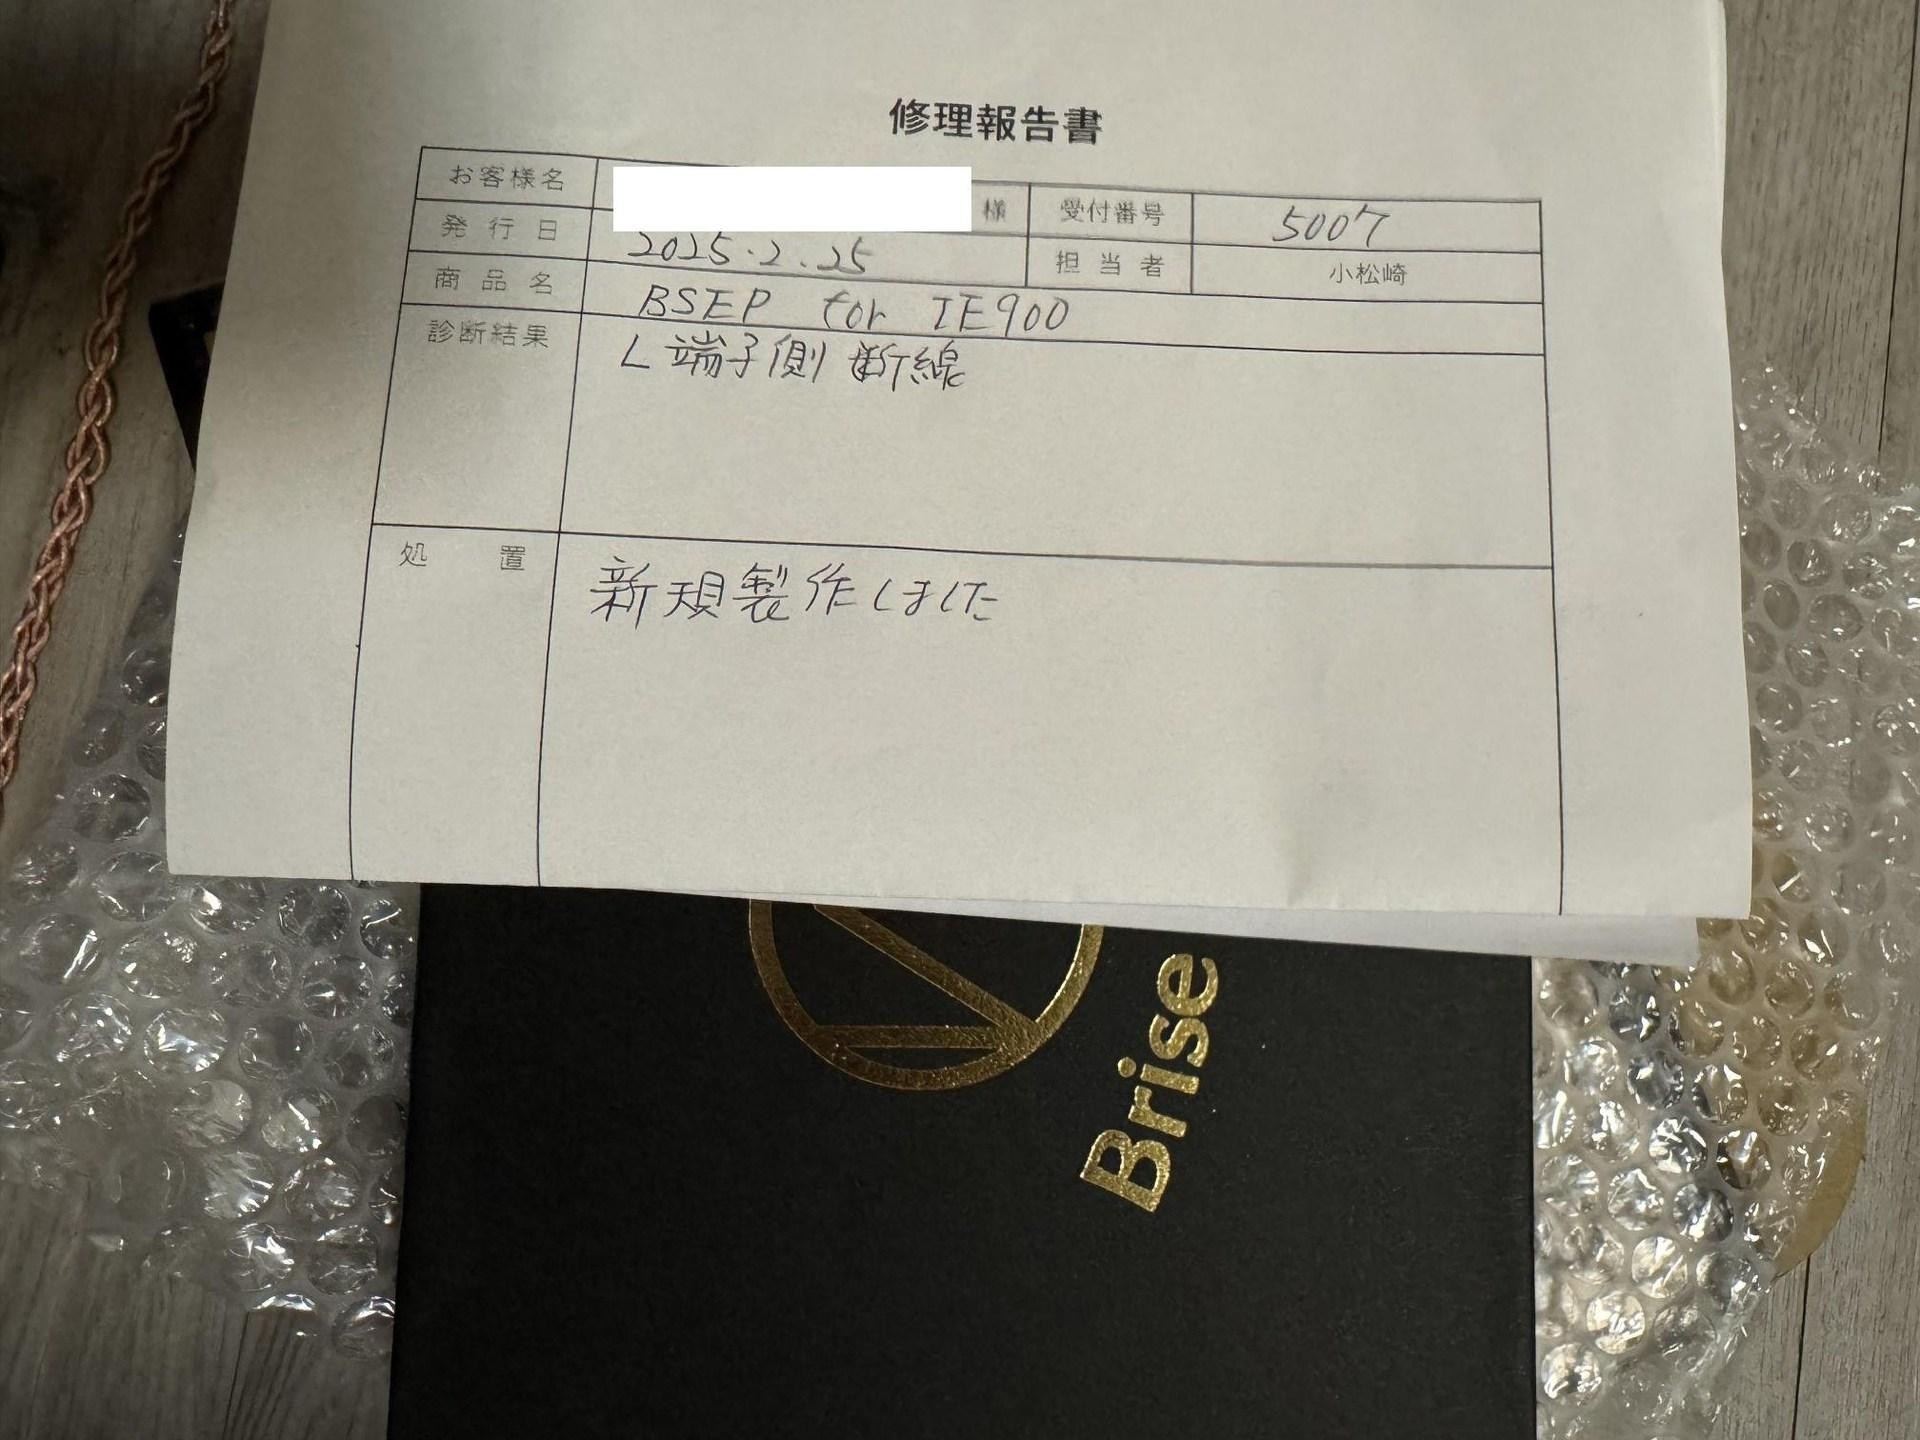 修理報告書
お客様名 様 受付番号 5007
発行日 2025.2.25 担当者 小松崎
商品名 BSEP for IE900
診断結果 L端子側断線
処置 新規製作しました
Brise